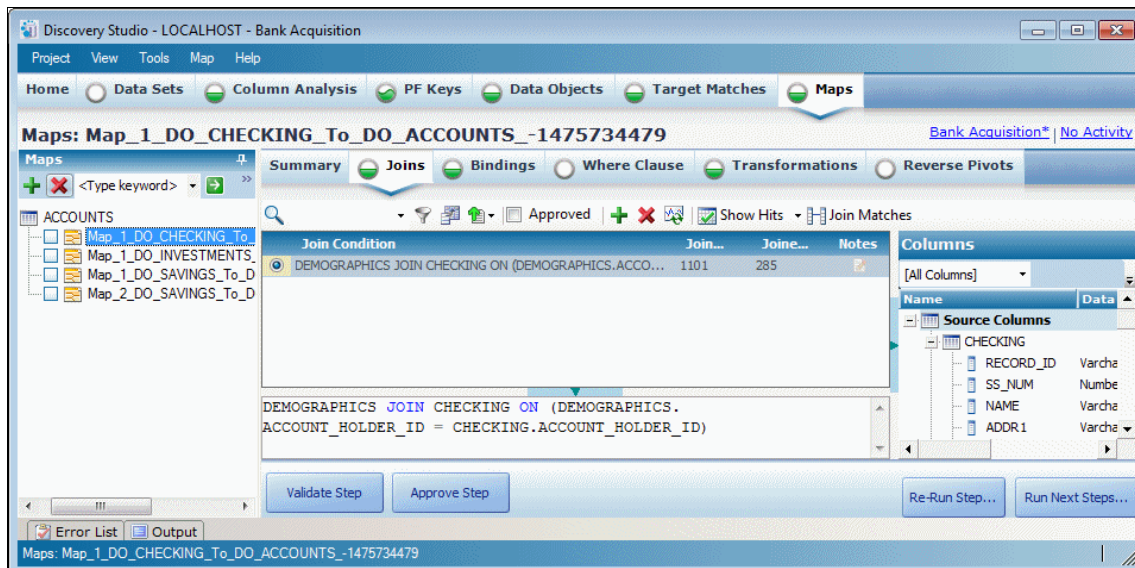 Discovery Studio - LOCALHOST - Bank Acquisition
Project View Tools Map Help
Home Data Sets Column Analysis PF Keys Data Objects Target Matches Maps
Maps: Map_1_DO_CHECKING_To_DO_ACCOUNTS_-1475734479 Bank Acquisition* | No Activity
Maps
Summary Joins Bindings Where Clause Transformations Reverse Pivots
<Type keyword>
Approved Show Hits Join Matches
ACCOUNTS
Map_1_DO_CHECKING_To_
Map_1_DO_INVESTMENTS_
Map_1_DO_SAVINGS_To_D
Map_2_DO_SAVINGS_To_D
Join Condition Join... Joine... Notes
DEMOGRAPHICS JOIN CHECKING ON (DEMOGRAPHICS.ACCO... 1101 285
DEMOGRAPHICS JOIN CHECKING ON (DEMOGRAPHICS.
ACCOUNT_HOLDER_ID = CHECKING.ACCOUNT_HOLDER_ID)
Columns
[All Columns]
Name Data
Source Columns
CHECKING
RECORD_ID Varcha
SS_NUM Numbe
NAME Varcha
ADDR1 Varcha
Validate Step Approve Step Re-Run Step... Run Next Steps...
Error List Output
Maps: Map_1_DO_CHECKING_To_DO_ACCOUNTS_-1475734479